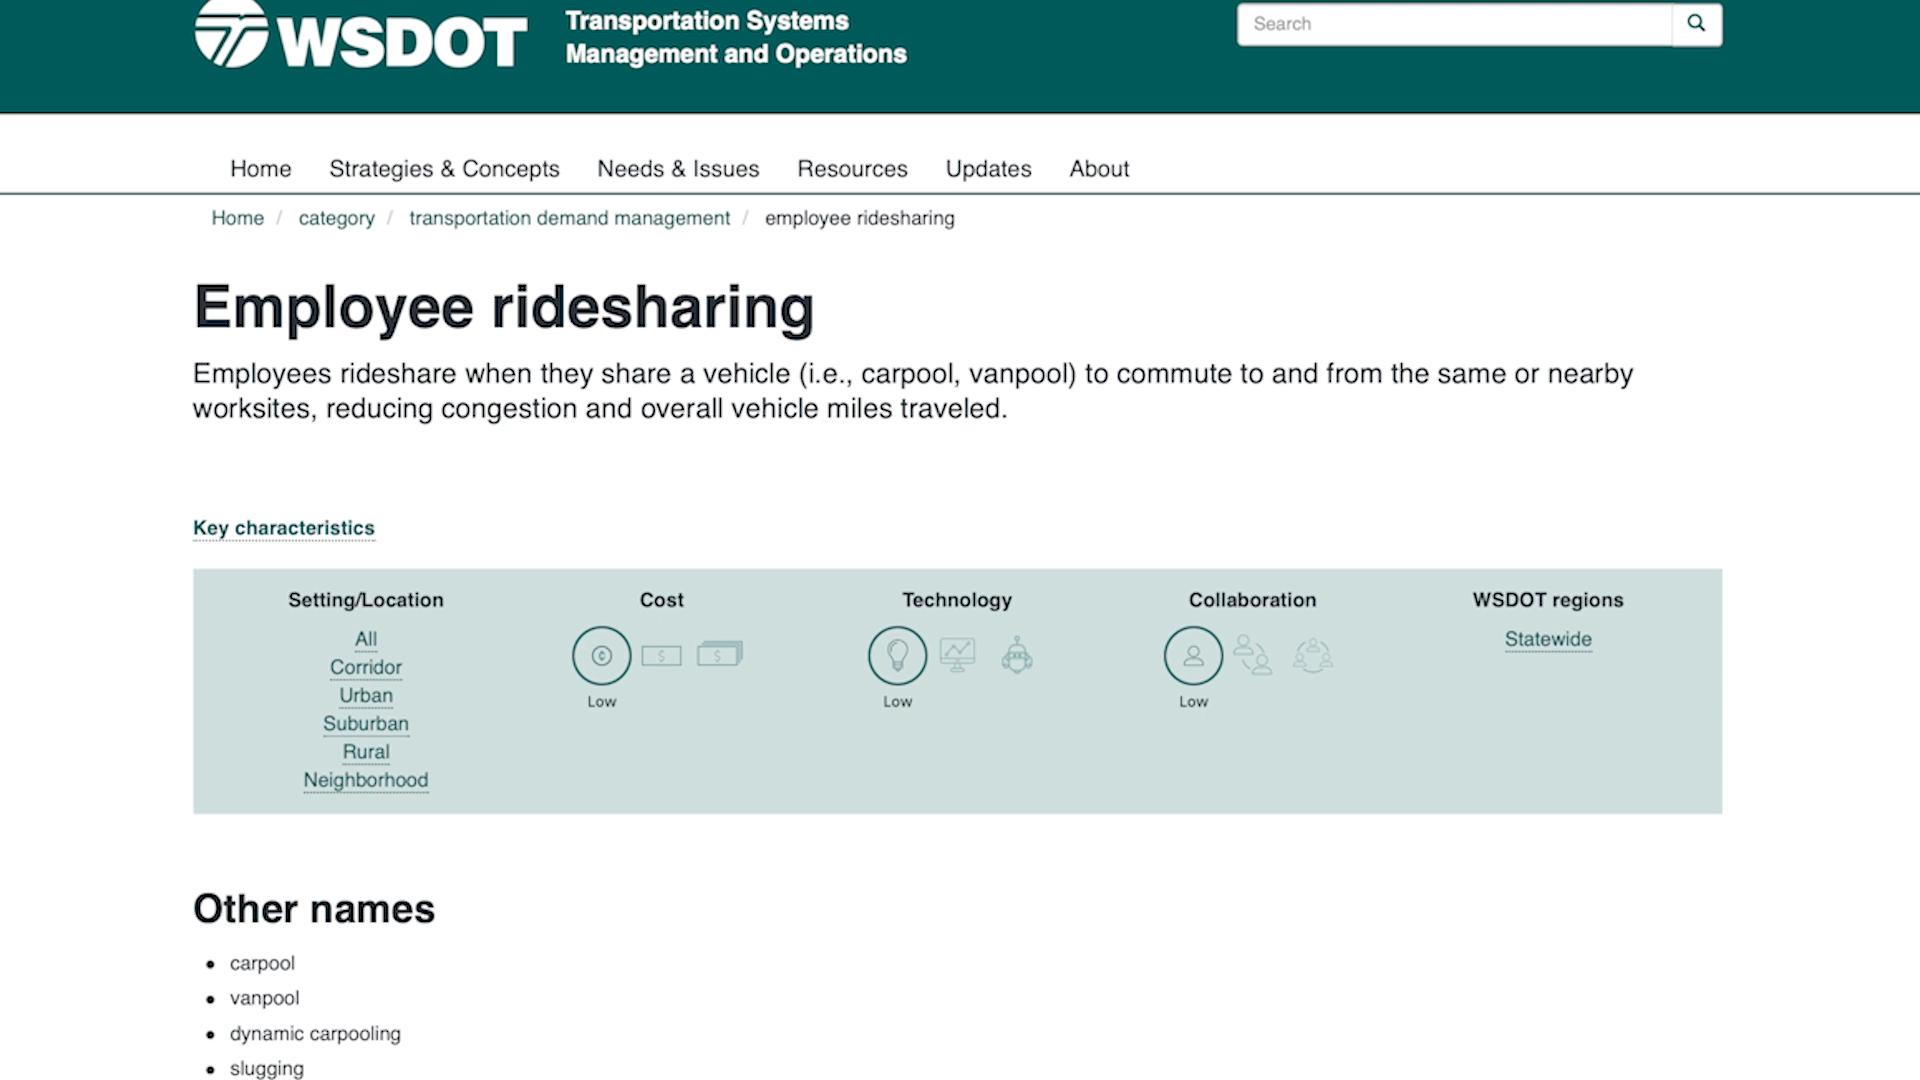 WSDOT
Transportation Systems
Management and Operations
Search
Home
Strategies & Concepts
Needs & Issues
Resources
Updates
About
Home / category / transportation demand management / employee ridesharing
Employee ridesharing
Employees rideshare when they share a vehicle (i.e., carpool, vanpool) to commute to and from the same or nearby
worksites, reducing congestion and overall vehicle miles traveled.
Key characteristics
Setting/Location
All
Corridor
Urban
Suburban
Rural
Neighborhood
Cost
Low
Technology
Low
Collaboration
Low
WSDOT regions
Statewide
Other names
carpool
vanpool
dynamic carpooling
slugging